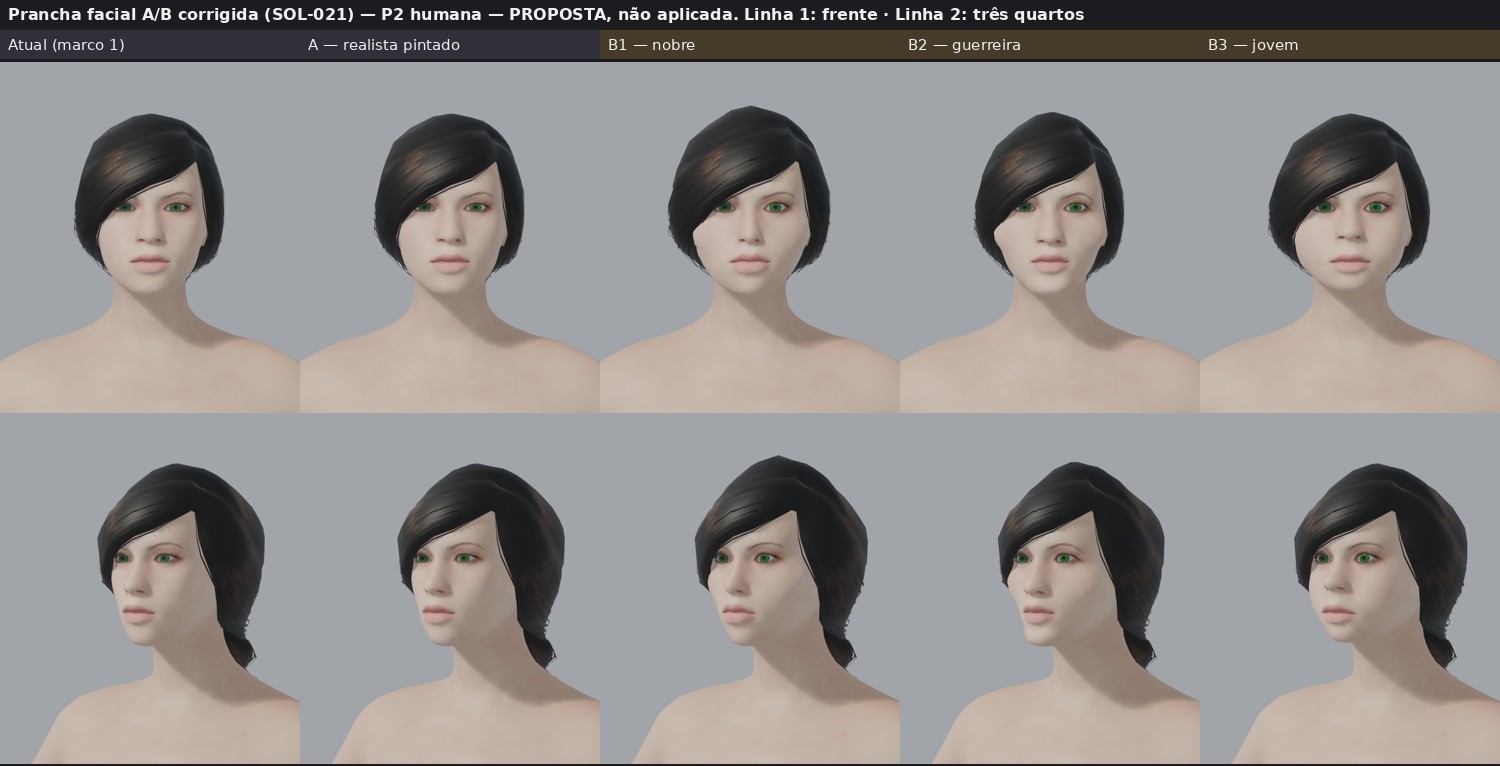 Prancha facial A/B corrigida (SOL-021) — P2 humana — PROPOSTA, não aplicada. Linha 1: frente · Linha 2: três quartos
Atual (marco 1)
A — realista pintado
B1 — nobre
B2 — guerreira
B3 — jovem